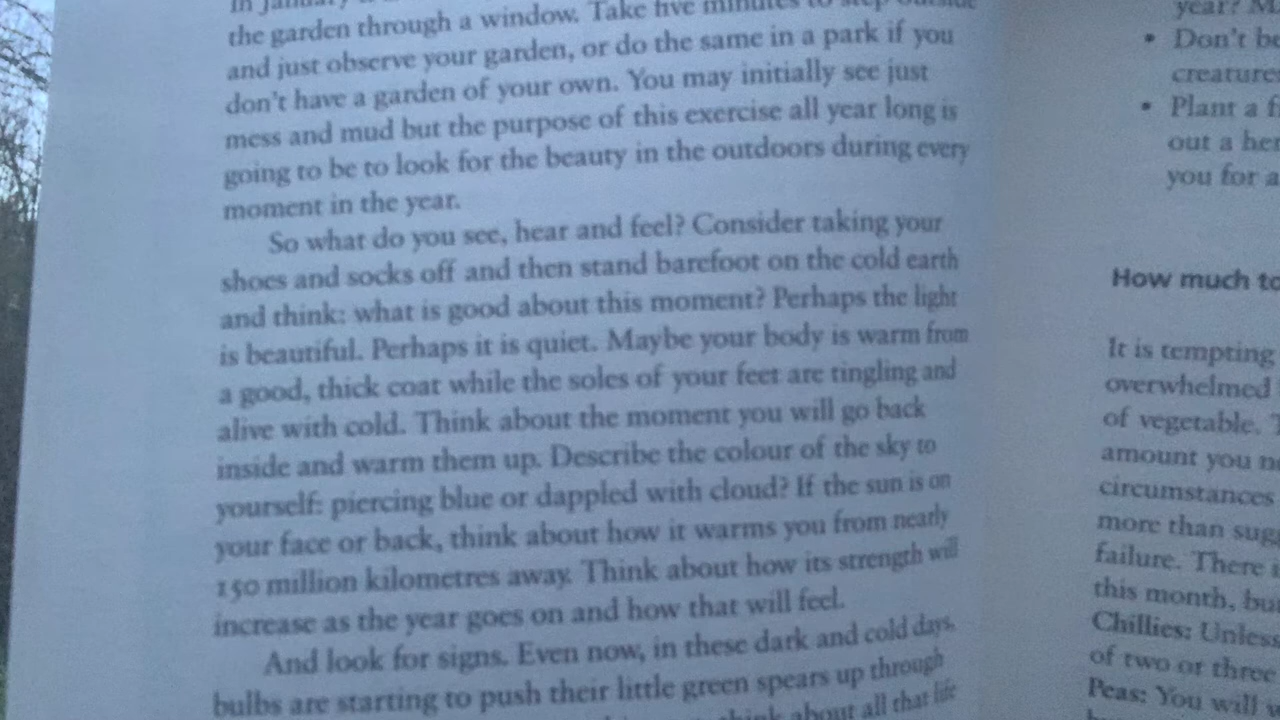 in January
the garden through a window. Take five minutes to step outside
and just observe your garden, or do the same in a park if you
don't have a garden of your own. You may initially see just
mess and mud but the purpose of this exercise all year long is
going to be to look for the beauty in the outdoors during every
moment in the year.
So what do you see, hear and feel? Consider taking your
shoes and socks off and then stand barefoot on the cold earth
and think: what is good about this moment? Perhaps the light
is beautiful. Perhaps it is quiet. Maybe your body is warm from
a good, thick coat while the soles of your feet are tingling and
alive with cold. Think about the moment you will go back
inside and warm them up. Describe the colour of the sky to
yourself: piercing blue or dappled with cloud? If the sun is on
your face or back, think about how it warms you from nearly
150 million kilometres away. Think about how its strength will
increase as the year goes on and how that will feel.
And look for signs. Even now, in these dark and cold days,
bulbs are starting to push their little green spears up through
think about all that life
year?
• Don't be
creatures
• Plant a
out a
you for a
How much to
It is tempting
overwhelmed
of vegetable.
amount you
circumstances
more than
failure. There
this month, but
Chillies: Unless
of two or three
Peas: You will